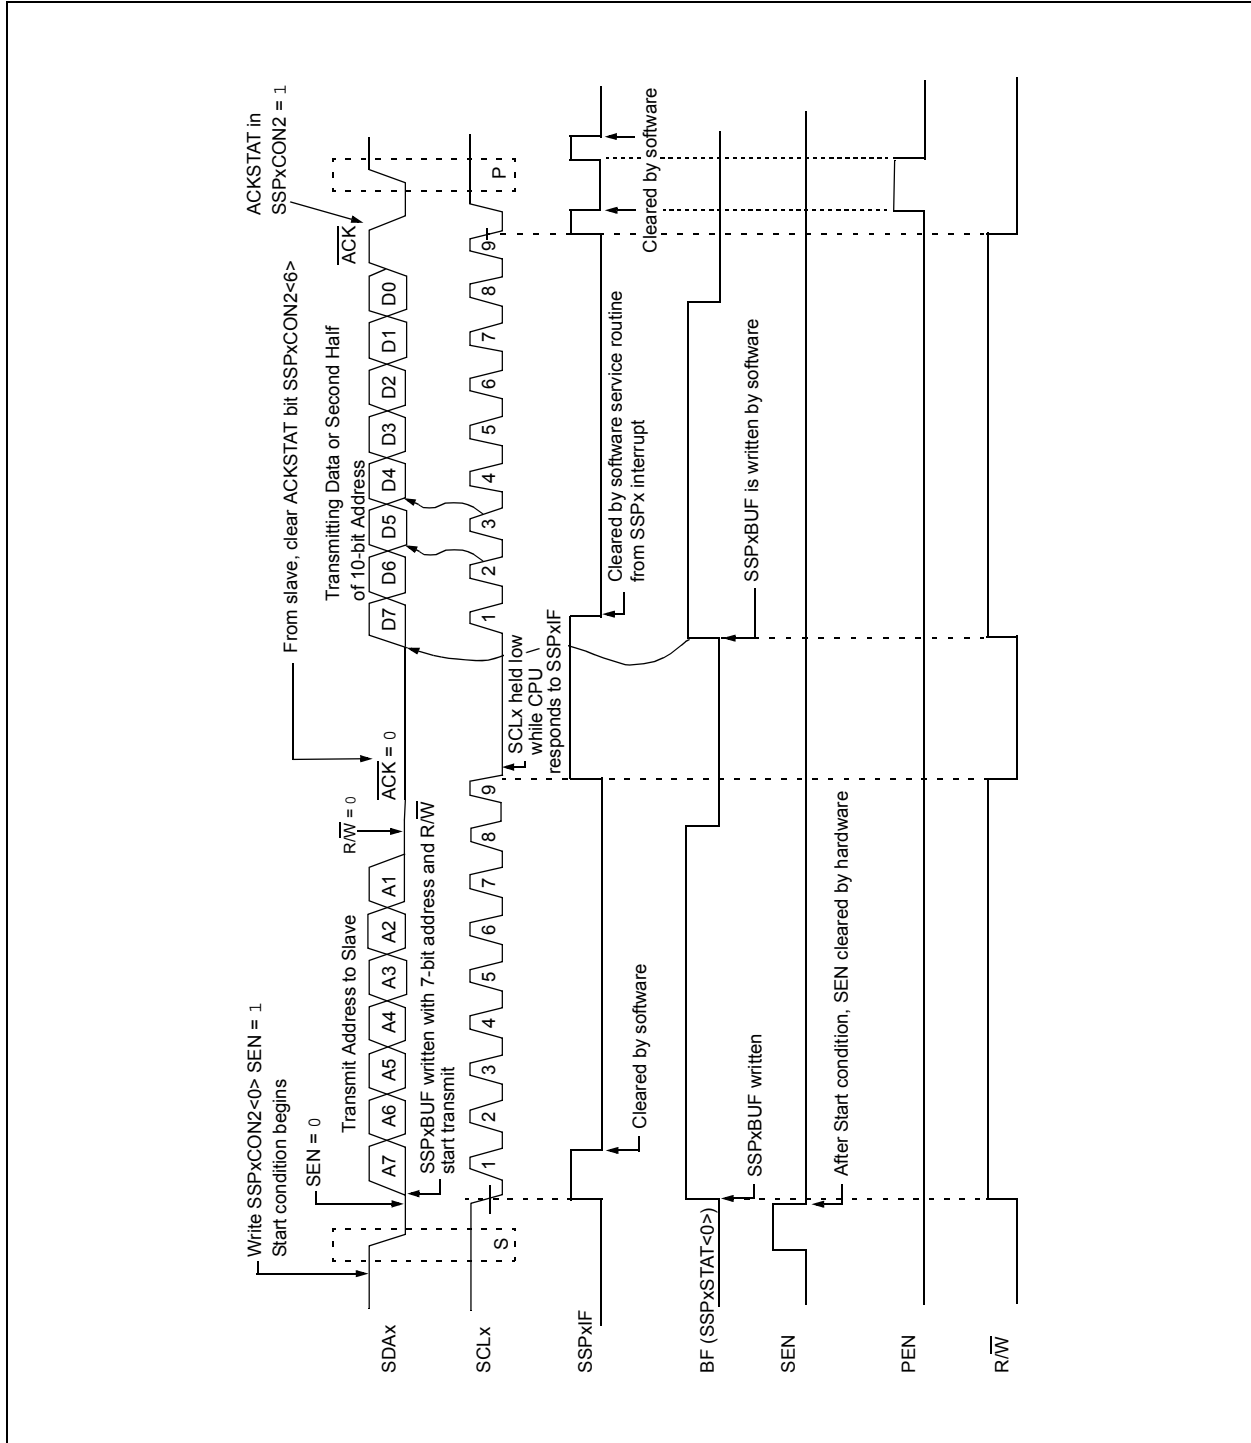 Write SSPxCON2<0> SEN = 1
Start condition begins
SEN = 0
From slave, clear ACKSTAT bit SSPxCON2<6>
ACKSTAT in
SSPxCON2 = 1
Transmit Address to Slave
R/W = 0
ACK = 0
Transmitting Data or Second Half
of 10-bit Address
ACK
SDAx
A7 A6 A5 A4 A3 A2 A1
D7 D6 D5 D4 D3 D2 D1 D0
SSPxBUF written with 7-bit address and R/W
start transmit
SCLx
S
1 2 3 4 5 6 7 8 9
1 2 3 4 5 6 7 8 9
P
SCLx held low
while CPU
responds to SSPxIF
SSPxIF
Cleared by software
Cleared by software service routine
from SSPx interrupt
Cleared by software
BF (SSPxSTAT<0>)
SSPxBUF written
SSPxBUF is written by software
SEN
After Start condition, SEN cleared by hardware
PEN
R/W